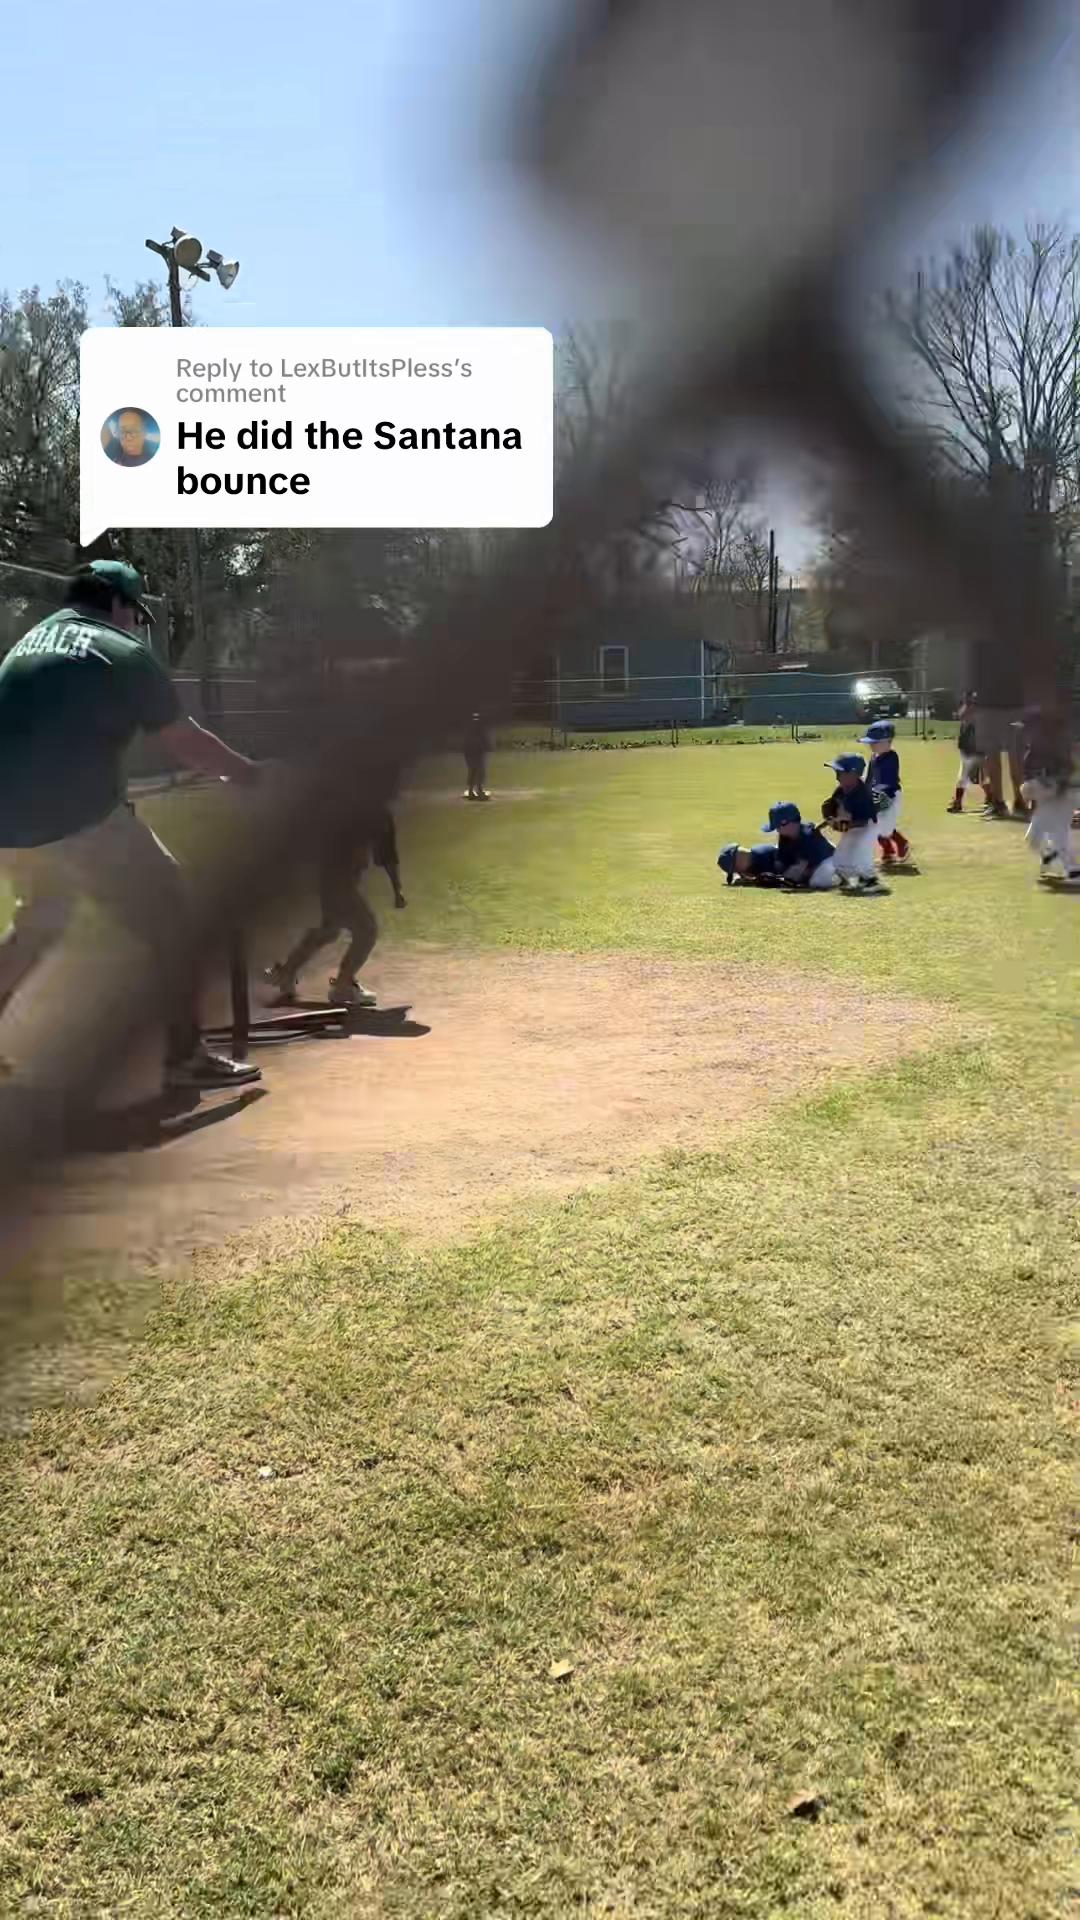 Reply to LexButItsPless's
comment
He did the Santana
bounce
COACH